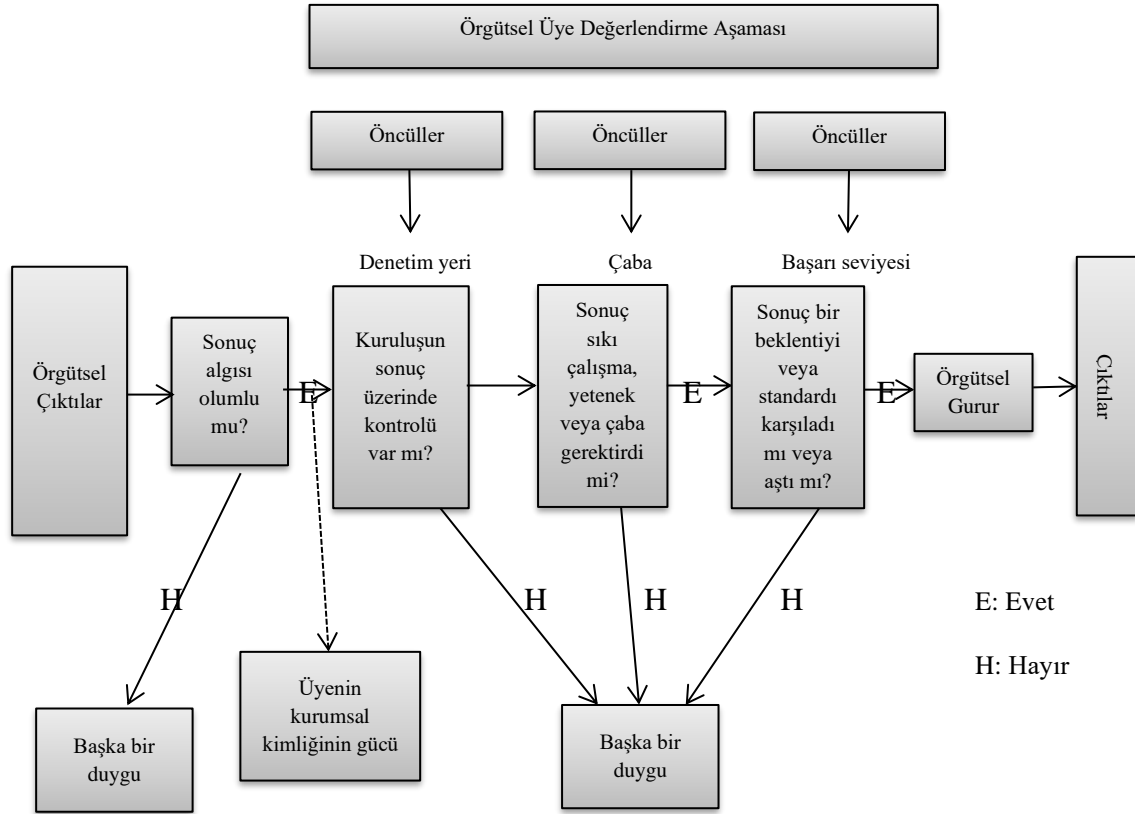 Örgütsel Üye Değerlendirme Aşaması
Öncüller
Öncüller
Öncüller
Denetim yeri
Çaba
Başarı seviyesi
Örgütsel
Çıktılar
Sonuç
algısı
olumlu
mu?
E
Kuruluşun
sonuç
üzerinde
kontrolü
var mı?
Sonuç
sıkı
çalışma,
yetenek
veya çaba
gerektirdi
mi?
E
Sonuç bir
beklentiyi
veya
standardı
karşıladı
mı veya
aştı mı?
E
Örgütsel
Gurur
Çıktılar
H
H
H
H
E: Evet
H: Hayır
Başka bir
duygu
Üyenin
kurumsal
kimliğinin gücü
Başka bir
duygu